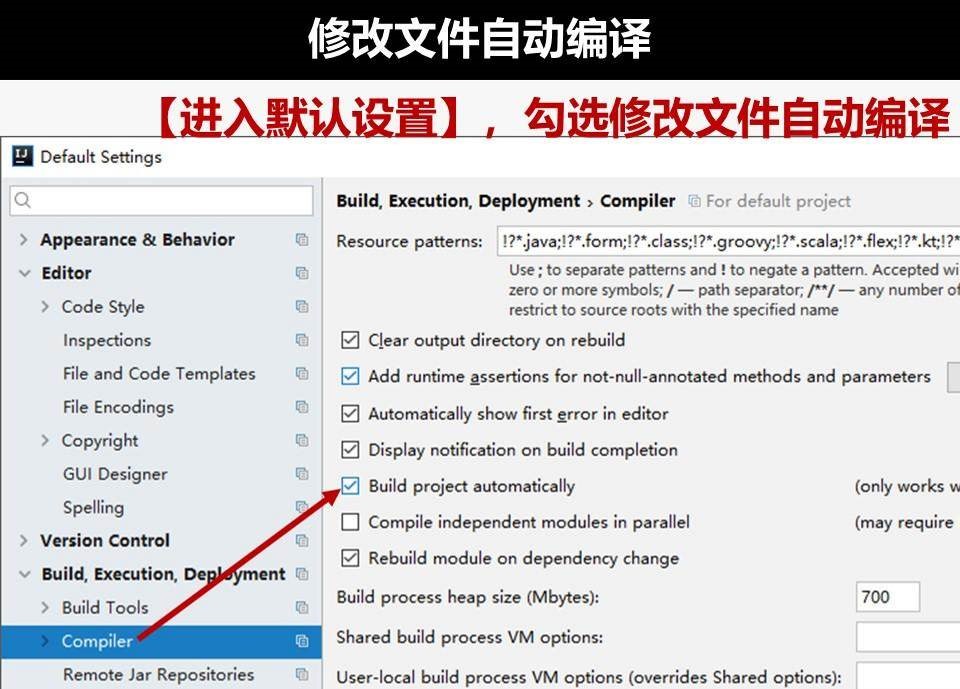 修改文件自动编译
【进入默认设置】，勾选修改文件自动编译
Default Settings
Build, Execution, Deployment › Compiler For default project
Appearance & Behavior
Editor
Code Style
Inspections
File and Code Templates
File Encodings
Copyright
GUI Designer
Spelling
Version Control
Build, Execution, Deployment
Build Tools
Compiler
Remote Jar Repositories
Resource patterns: !?*.java;!?*.form;!?*.class;!?*.groovy;!?*.scala;!?*.flex;!?*.kt;!?*
Use ; to separate patterns and ! to negate a pattern. Accepted wi
zero or more symbols; / — path separator; /**/ — any number of
restrict to source roots with the specified name
Clear output directory on rebuild
Add runtime assertions for not-null-annotated methods and parameters
Automatically show first error in editor
Display notification on build completion
Build project automatically (only works w
Compile independent modules in parallel (may require
Rebuild module on dependency change
Build process heap size (Mbytes): 700
Shared build process VM options:
User-local build process VM options (overrides Shared options):